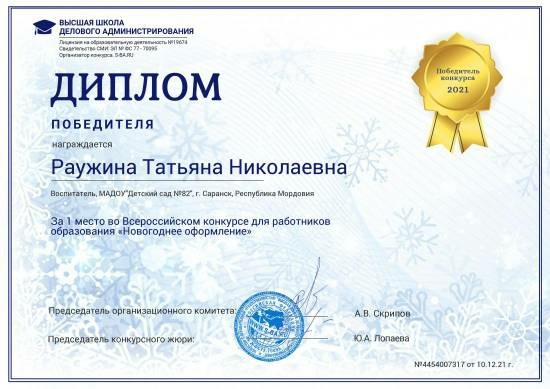 ВЫСШАЯ ШКОЛА
ДЕЛОВОГО АДМИНИСТРИРОВАНИЯ
Лицензия на образовательную деятельность №19674
Свидетельство СМИ: ЭЛ № ФС 77 - 70095
Организатор конкурса: S-BA.RU
ДИПЛОМ
ПОБЕДИТЕЛЯ
Победитель
конкурса
2021
награждается
Раужина Татьяна Николаевна
Воспитатель, МАДОУ"Детский сад №82", г. Саранск, Республика Мордовия
За 1 место во Всероссийском конкурсе для работников
образования «Новогоднее оформление»
Председатель организационного комитета:
А.В. Скрипов
Председатель конкурсного жюри:
Ю.А. Лопаева
WWW.S-BA.RU
№4454007317 от 10.12.21 г.